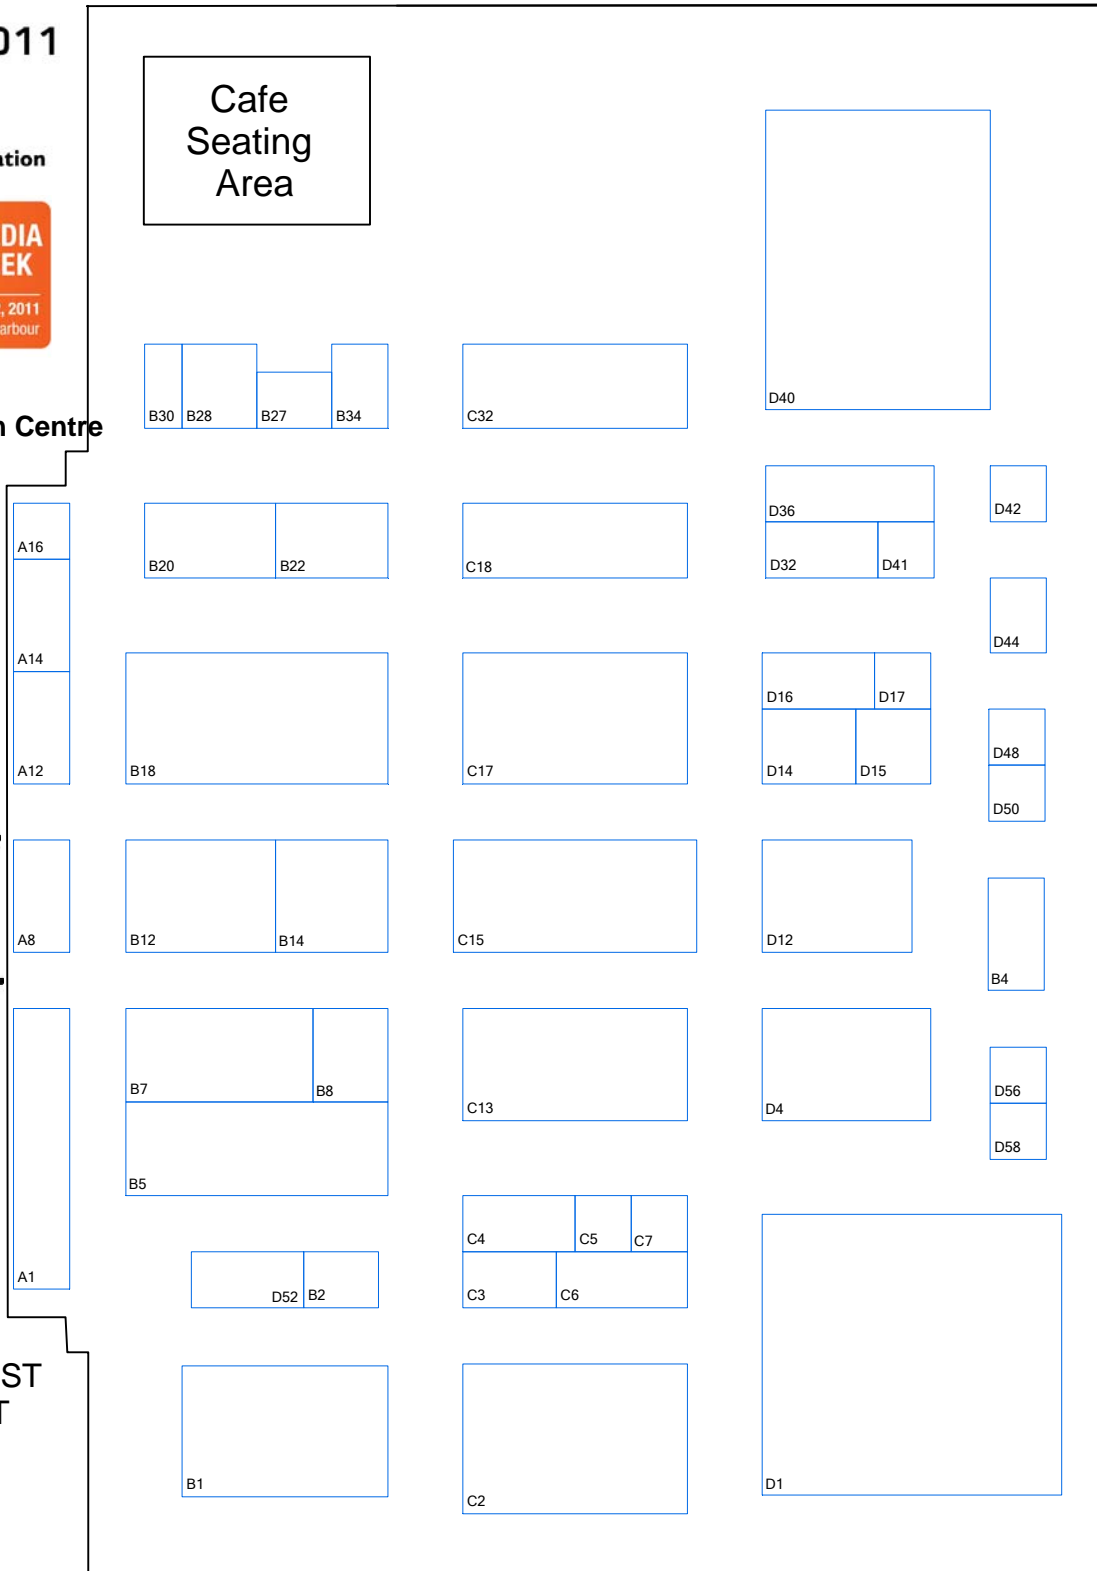 011
Cafe
Seating
Area
ation
DIA
EK
, 2011
arbour
B30 B28 B27 B34 C32 D40
n Centre
A16 B20 B22 C18 D36 D42
D32 D41
A14 D16 D17 D44
A12 B18 C17 D14 D15 D48
D50
A8 B12 B14 C15 D12
B4
B7 B8 C13 D4 D56
D58
B5
C4 C5 C7
A1 D52 B2 C3 C6
ST
T
B1 C2 D1